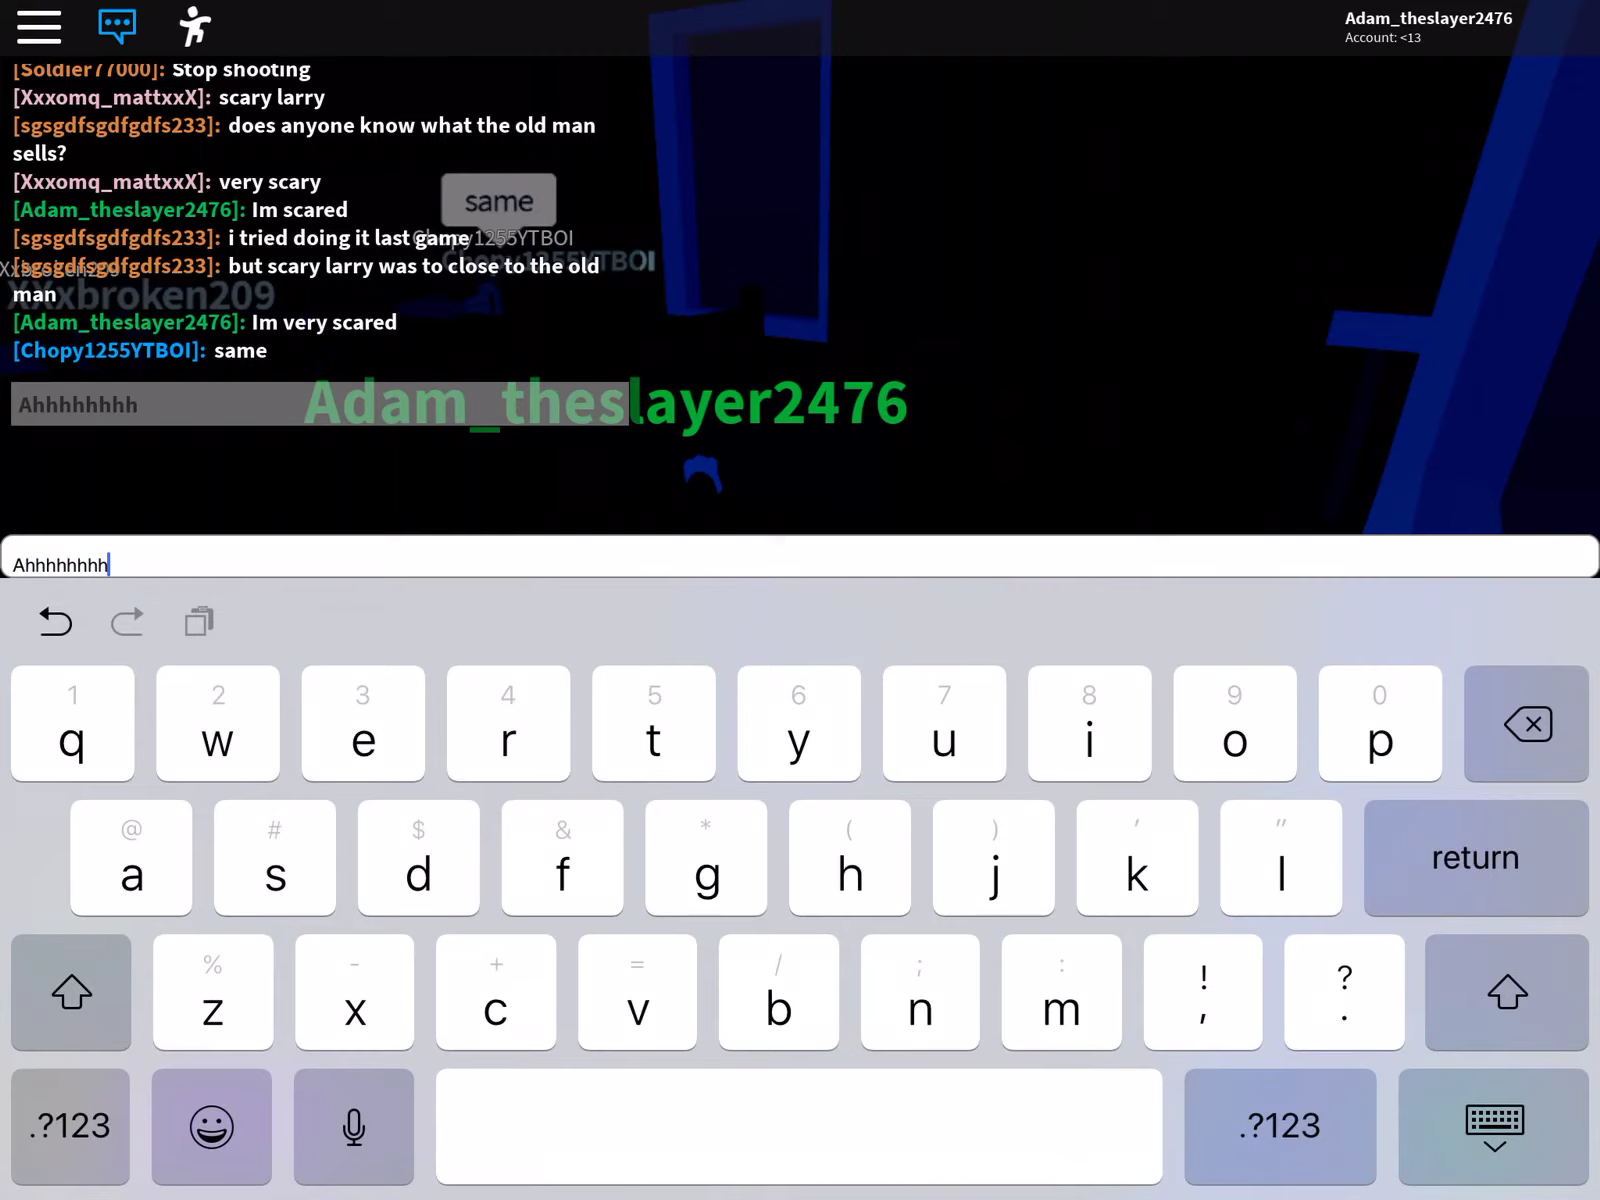 Adam_theslayer2476
Account: <13
[Soldier77000]: Stop shooting
[Xxxomq_mattxxX]: scary larry
[sgsgdfsgdfgdfs233]: does anyone know what the old man
sells?
[Xxxomq_mattxxX]: very scary
[Adam_theslayer2476]: Im scared
same
[sgsgdfsgdfgdfs233]: i tried doing it last game
Chopy1255YTBOI
[sgsgdfsgdfgdfs233]: but scary larry was to close to the old
man
Chopy1255YTBOI
XXxbroken209
[Adam_theslayer2476]: Im very scared
[Chopy1255YTBOI]: same
Ahhhhhhhh
Adam_theslayer2476
Ahhhhhhhh
1 2 3 4 5 6 7 8 9 0
q w e r t y u i o p
@ # $ & * ( ) ' "
a s d f g h j k l return
% - + = / ; : ! ?
z x c v b n m , .
.?123 .?123